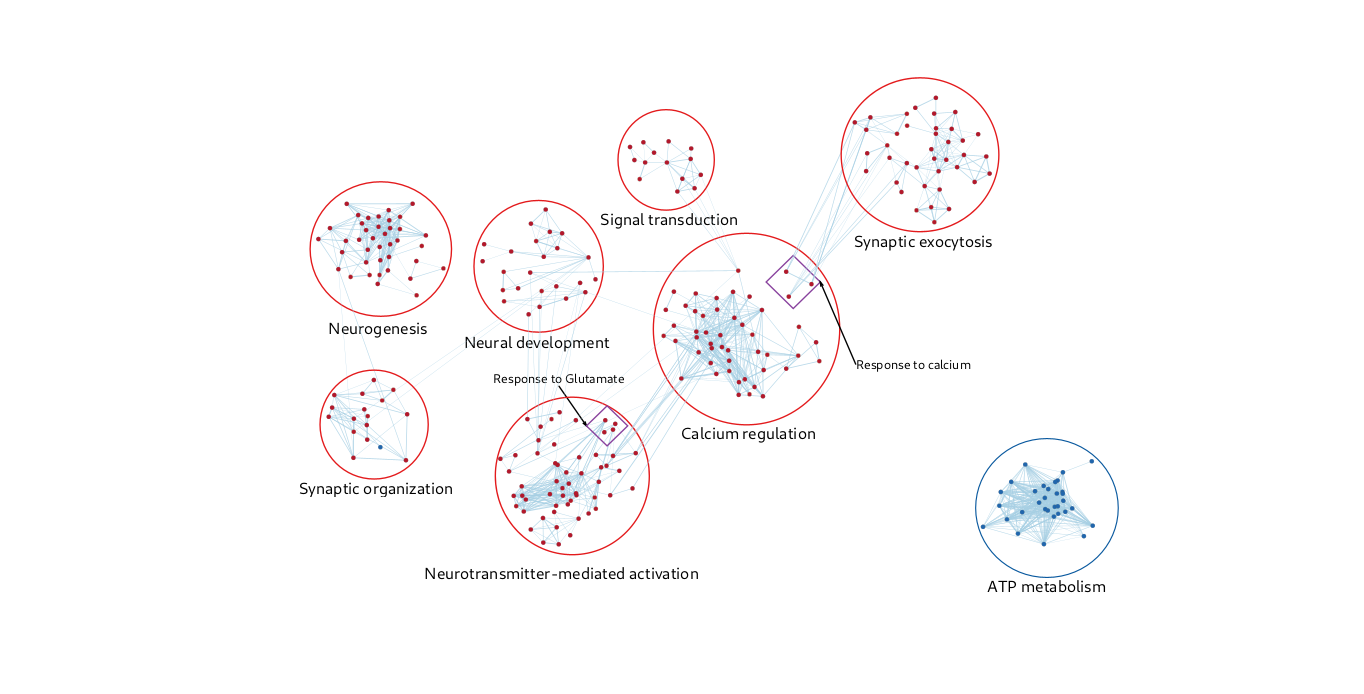 Signal transduction
Synaptic exocytosis
Neurogenesis
Neural development
Response to calcium
Response to Glutamate
Calcium regulation
Synaptic organization
Neurotransmitter-mediated activation
ATP metabolism